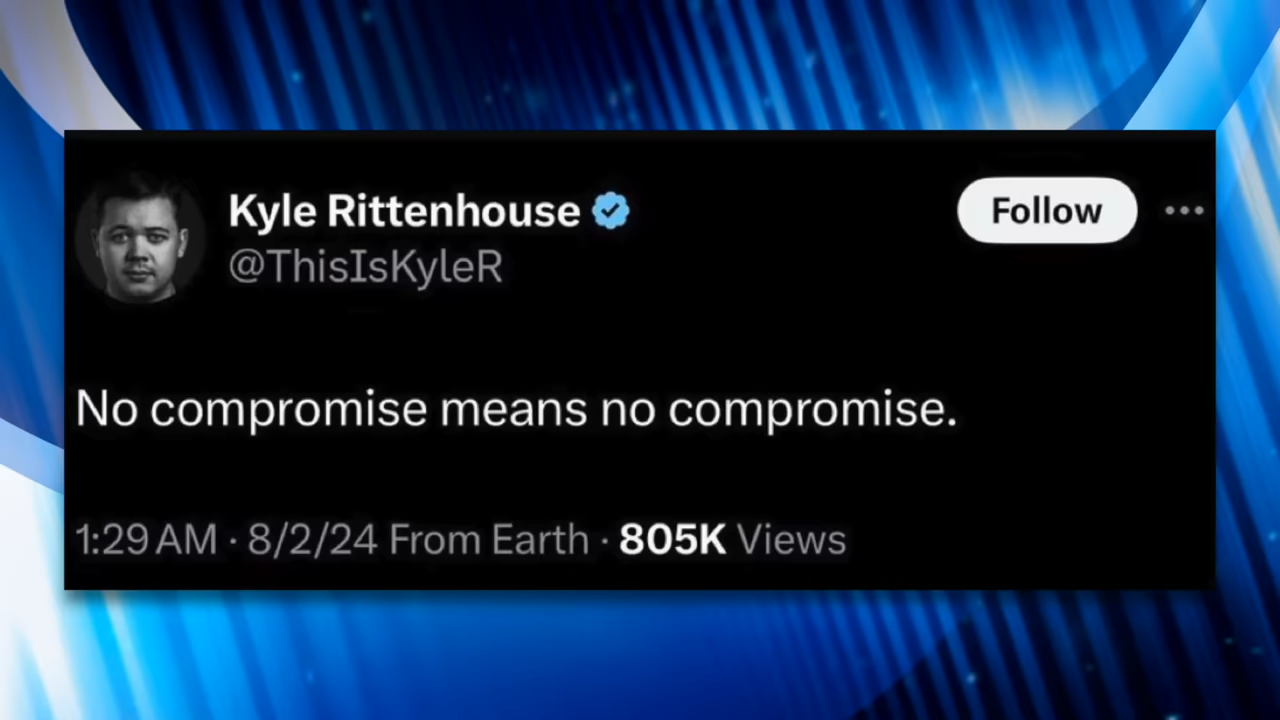 Kyle Rittenhouse
Follow
@ThisIsKyleR
No compromise means no compromise.
1:29 AM · 8/2/24 From Earth · 805K Views